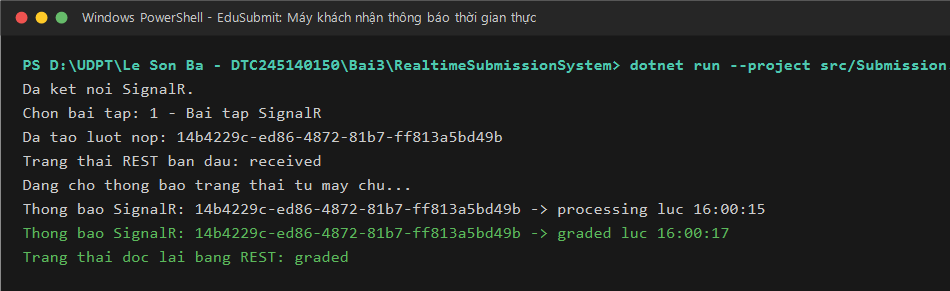 Windows PowerShell - EduSubmit: Máy khách nhận thông báo thời gian thực
PS D:\UDPT\Le Son Ba - DTC245140150\Bai3\RealtimeSubmissionSystem> dotnet run --project src/Submission
Da ket noi SignalR.
Chon bai tap: 1 - Bai tap SignalR
Da tao luot nop: 14b4229c-ed86-4872-81b7-ff813a5bd49b
Trang thai REST ban dau: received
Dang cho thong bao trang thai tu may chu...
Thong bao SignalR: 14b4229c-ed86-4872-81b7-ff813a5bd49b -> processing luc 16:00:15
Thong bao SignalR: 14b4229c-ed86-4872-81b7-ff813a5bd49b -> graded luc 16:00:17
Trang thai doc lai bang REST: graded